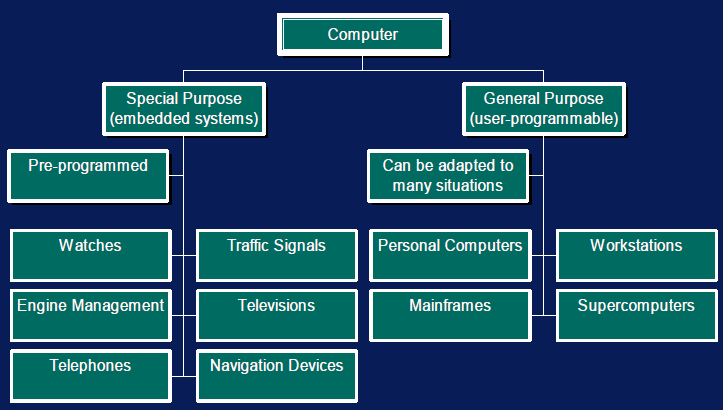 Computer
Special Purpose
(embedded systems)
General Purpose
(user-programmable)
Pre-programmed
Can be adapted to
many situations
Watches
Traffic Signals
Personal Computers
Workstations
Engine Management
Televisions
Mainframes
Supercomputers
Telephones
Navigation Devices